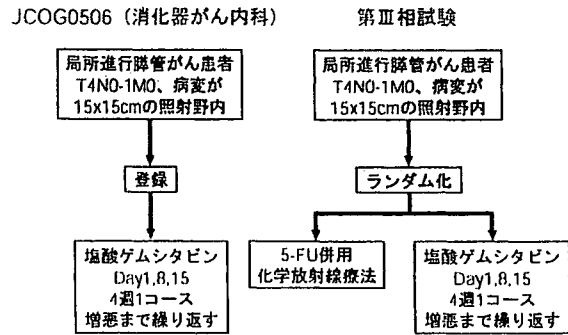 JCOG0506（消化器がん内科）
第Ⅲ相試験
局所進行膵管がん患者
T4N0-1M0、病変が
15x15cmの照射野内
登録
塩酸ゲムシタビン
Day1,8,15
4週1コース
増悪まで繰り返す
局所進行膵管がん患者
T4N0-1M0、病変が
15x15cmの照射野内
ランダム化
5-FU併用
化学放射線療法
塩酸ゲムシタビン
Day1,8,15
4週1コース
増悪まで繰り返す